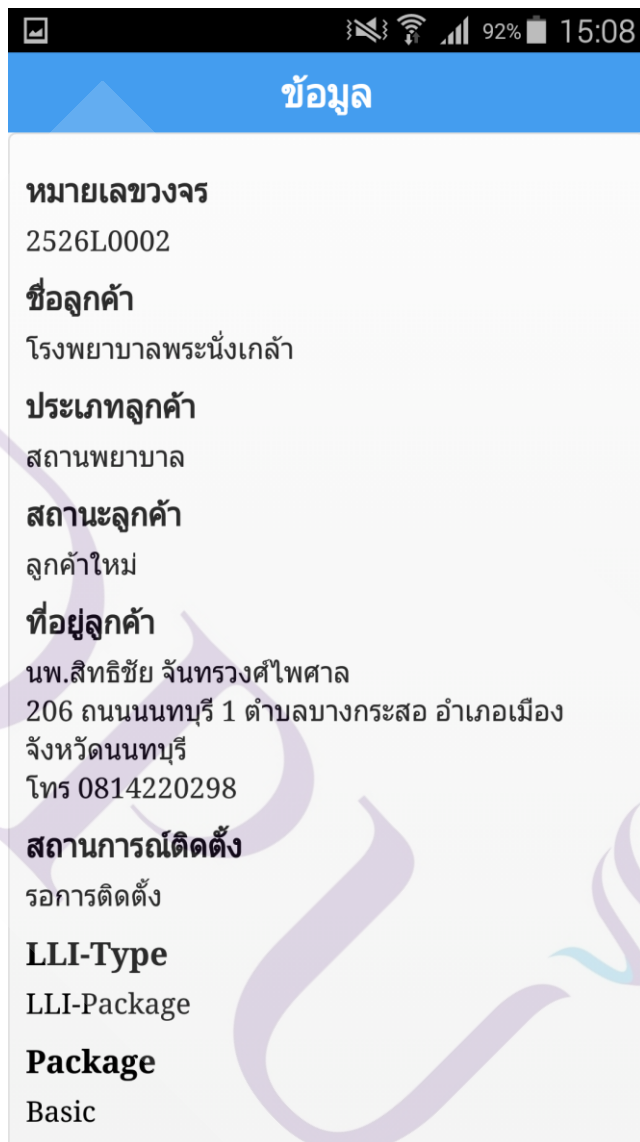 92% 15:08
ข้อมูล
หมายเลขวงจร
2526L0002
ชื่อลูกค้า
โรงพยาบาลพระนั่งเกล้า
ประเภทลูกค้า
สถานพยาบาล
สถานะลูกค้า
ลูกค้าใหม่
ที่อยู่ลูกค้า
นพ.สิทธิชัย จันทรวงศ์ไพศาล
206 ถนนนนทบุรี 1 ตำบลบางกระสอ อำเภอเมือง
จังหวัดนนทบุรี
โทร 0814220298
สถานการณ์ติดตั้ง
รอการติดตั้ง
LLI-Type
LLI-Package
Package
Basic
DPU